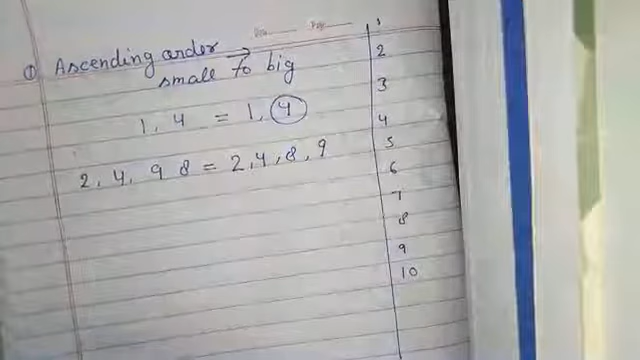 ① Ascending order →
small to big
1, 4 = 1, 4
2, 4, 9 8 = 2, 4, 8, 9
1
2
3
4
5
6
7
8
9
10